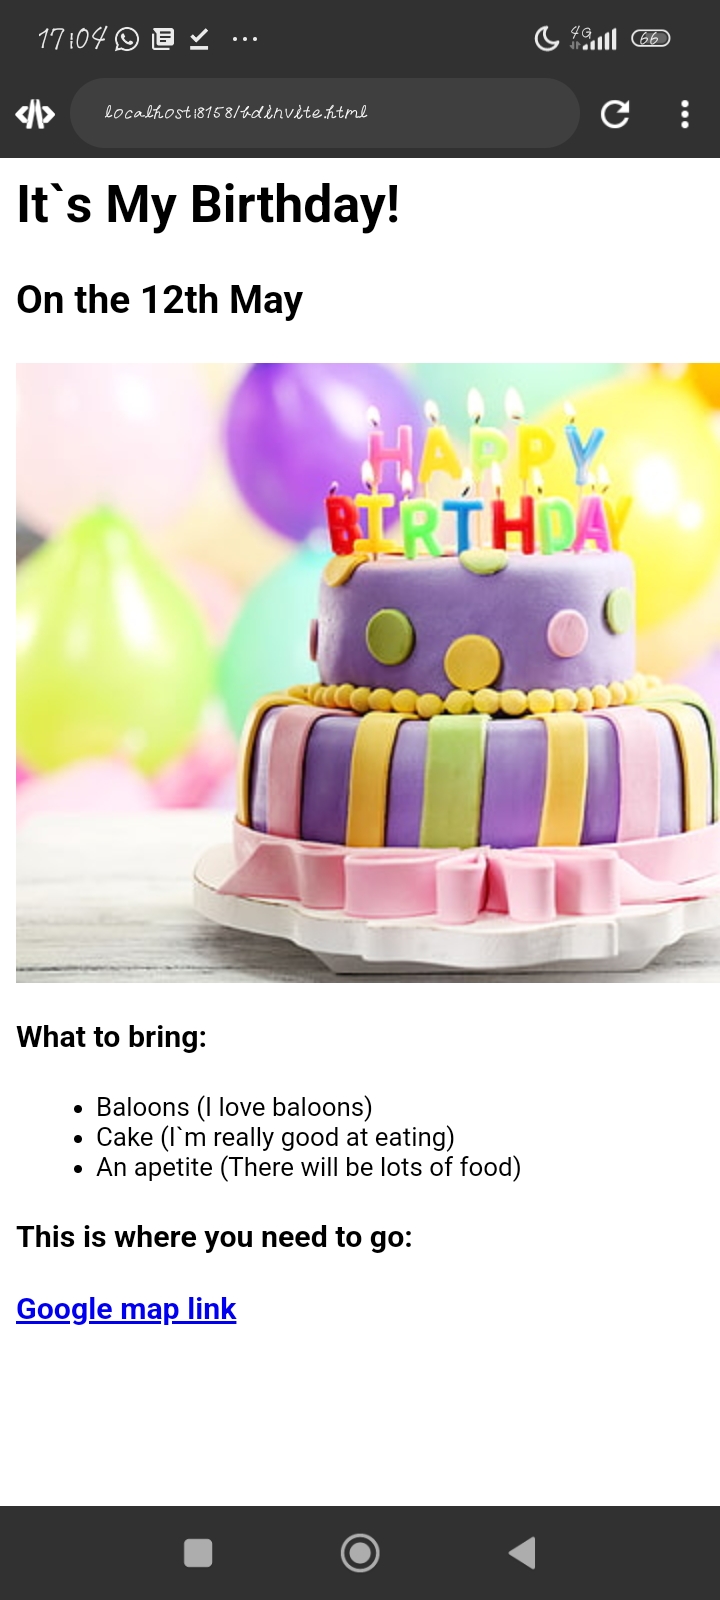 17:04
4G
66
localhost:8158/bdinvite.html
It`s My Birthday!
On the 12th May
HAPPY
BIRTHDAY
What to bring:
• Baloons (I love baloons)
• Cake (I`m really good at eating)
• An apetite (There will be lots of food)
This is where you need to go:
Google map link